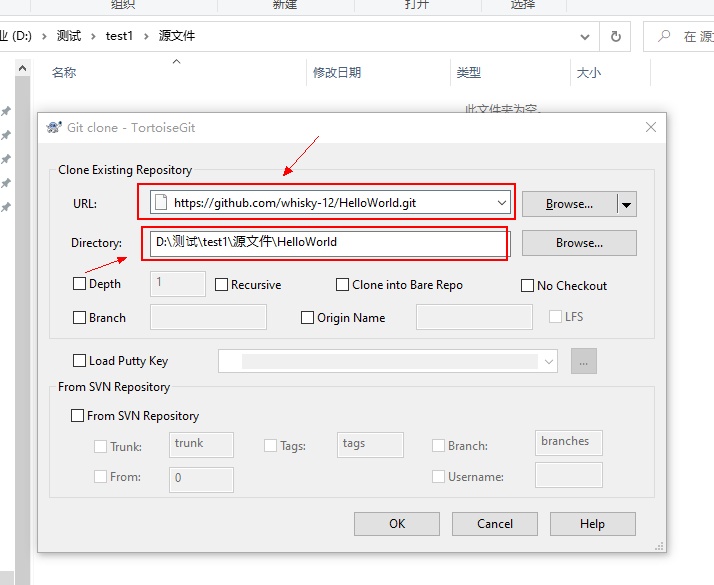 组织 新建 打开 选择
业 (D:) › 测试 › test1 › 源文件 在 源文
名称 修改日期 类型 大小
此文件夹为空。
Git clone - TortoiseGit
Clone Existing Repository
URL: https://github.com/whisky-12/HelloWorld.git Browse...
Directory: D:\测试\test1\源文件\HelloWorld Browse...
Depth 1 Recursive Clone into Bare Repo No Checkout
Branch Origin Name LFS
Load Putty Key ...
From SVN Repository
From SVN Repository
Trunk: trunk Tags: tags Branch: branches
From: 0 Username:
OK Cancel Help